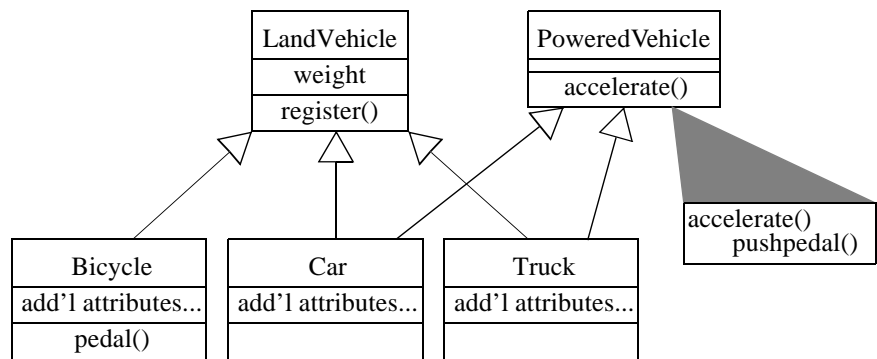 LandVehicle
weight
register()
PoweredVehicle
accelerate()
accelerate()
pushpedal()
Bicycle
add’l attributes...
pedal()
Car
add’l attributes...
Truck
add’l attributes...